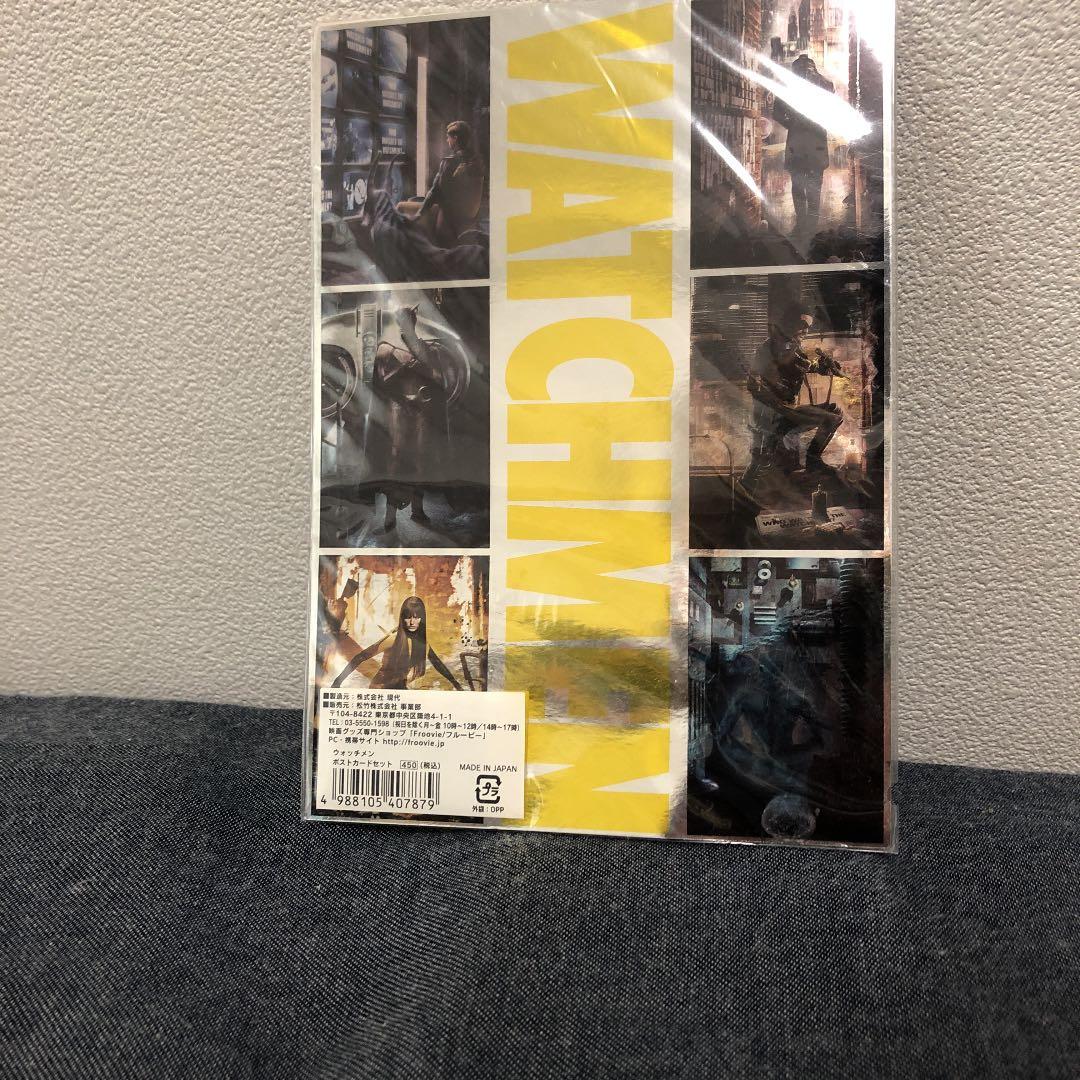 WATCHMEN
■製造元：株式会社 現代
■販売元：松竹株式会社 事業部
〒104-8422 東京都中央区築地4-1-1
TEL：03-5550-1598 (祝日を除く月〜金 10時〜12時/14時〜17時)
映画グッズ専門ショップ「Froovie/フルービー」
PC・携帯サイト http://froovie.jp
ウォッチメン
ポストカードセット 450 (税込)
MADE IN JAPAN
4 988105 407879
プラ
外袋：OPP